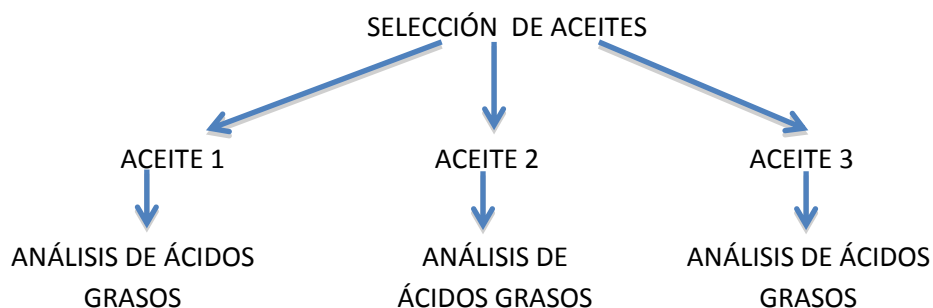 SELECCIÓN DE ACEITES
ACEITE 1
ACEITE 2
ACEITE 3
ANÁLISIS DE ÁCIDOS
GRASOS
ANÁLISIS DE
ÁCIDOS GRASOS
ANÁLISIS DE ÁCIDOS
GRASOS